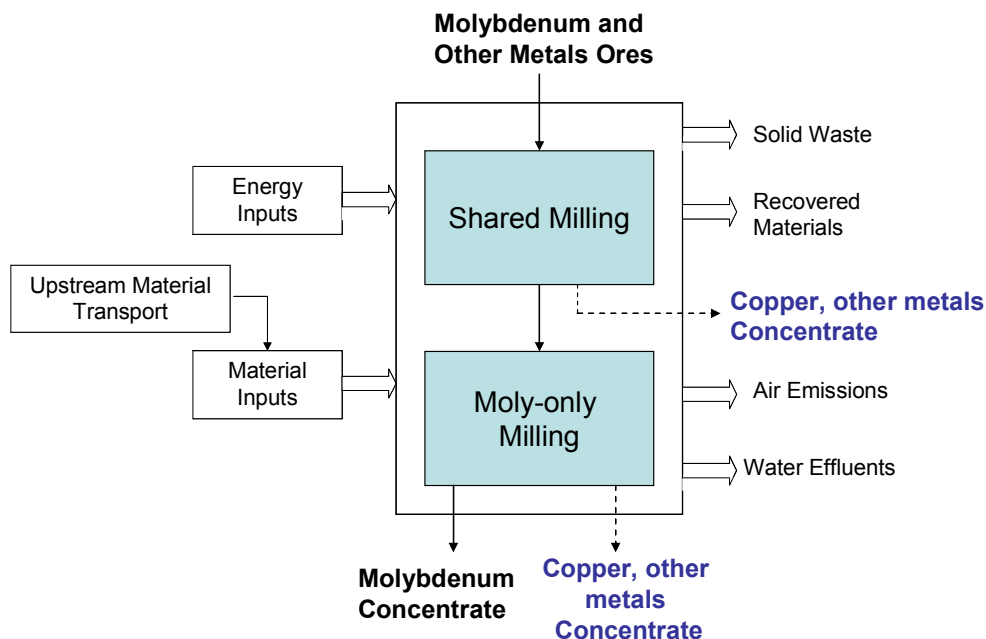 Molybdenum and
Other Metals Ores
Solid Waste
Energy
Inputs
Shared Milling
Recovered
Materials
Upstream Material
Transport
Copper, other metals
Concentrate
Material
Inputs
Moly-only
Milling
Air Emissions
Water Effluents
Molybdenum
Concentrate
Copper, other
metals
Concentrate